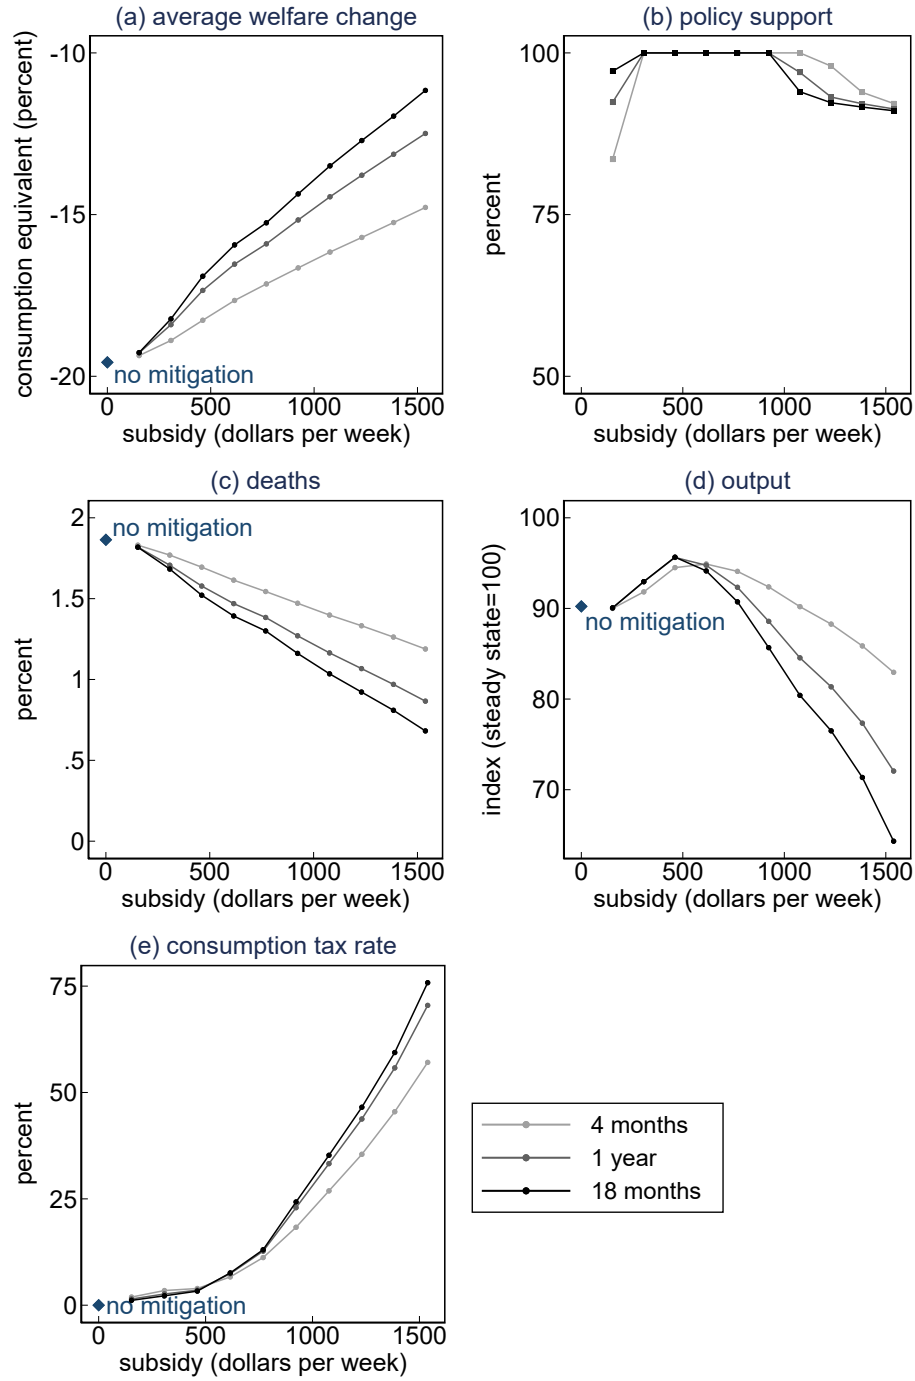 (a) average welfare change
consumption equivalent (percent)
-10
-15
-20
no mitigation
0 500 1000 1500
subsidy (dollars per week)
(b) policy support
percent
100
75
50
0 500 1000 1500
subsidy (dollars per week)
(c) deaths
percent
2
1.5
1
.5
0
no mitigation
0 500 1000 1500
subsidy (dollars per week)
(d) output
index (steady state=100)
100
90
80
70
no mitigation
0 500 1000 1500
subsidy (dollars per week)
(e) consumption tax rate
percent
75
50
25
0
no mitigation
0 500 1000 1500
subsidy (dollars per week)
4 months
1 year
18 months